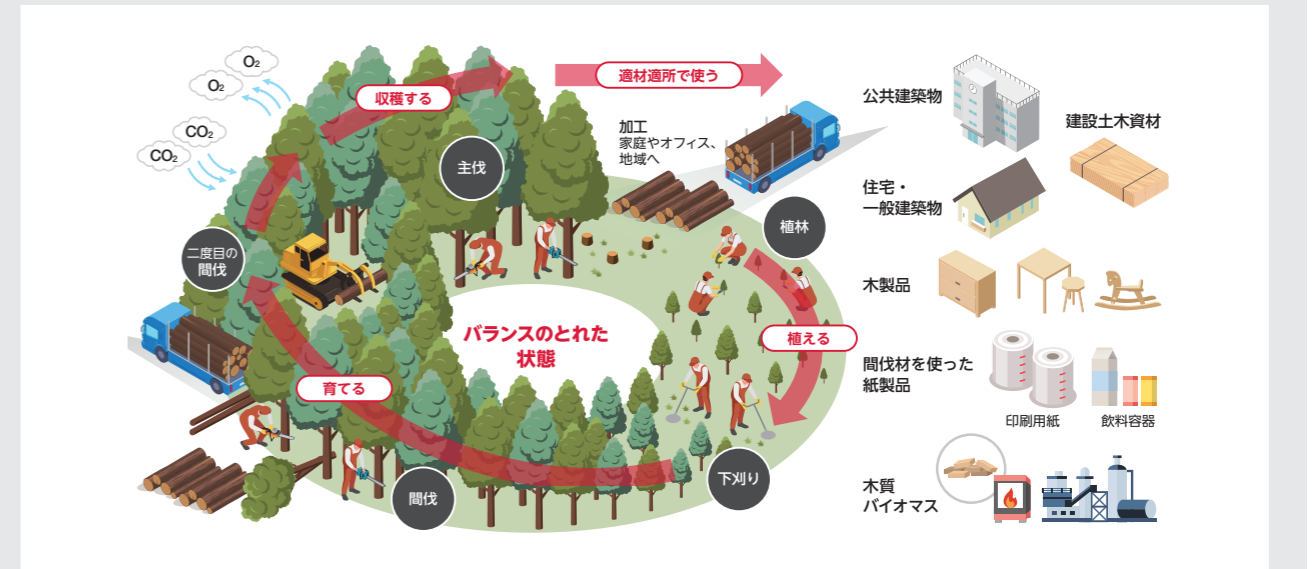 O₂
O₂
CO₂
CO₂
収穫する
適材適所で使う
加工
家庭やオフィス、
地域へ
主伐
植林
二度目の
間伐
バランスのとれた
状態
植える
育てる
間伐
下刈り
公共建築物
建設土木資材
住宅・
一般建築物
木製品
間伐材を使った
紙製品
印刷用紙
飲料容器
木質
バイオマス